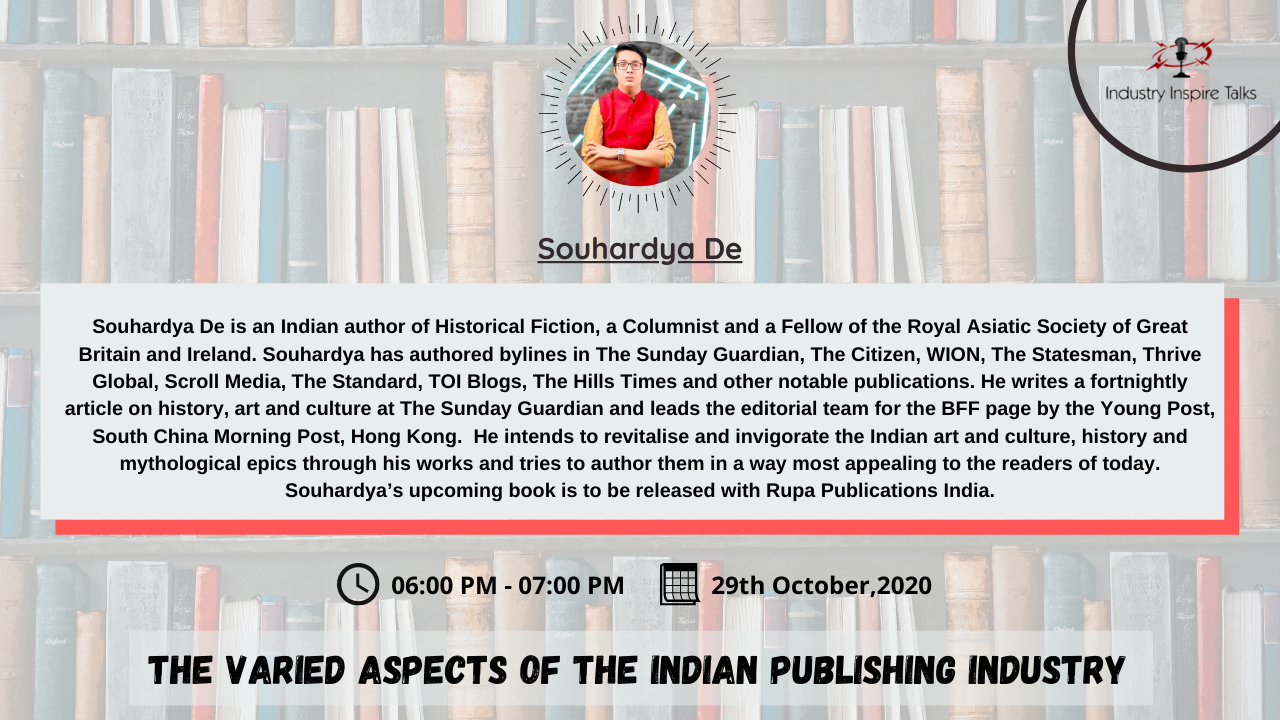 Industry Inspire Talks
Souhardya De
Souhardya De is an Indian author of Historical Fiction, a Columnist and a Fellow of the Royal Asiatic Society of Great
Britain and Ireland. Souhardya has authored bylines in The Sunday Guardian, The Citizen, WION, The Statesman, Thrive
Global, Scroll Media, The Standard, TOI Blogs, The Hills Times and other notable publications. He writes a fortnightly
article on history, art and culture at The Sunday Guardian and leads the editorial team for the BFF page by the Young Post,
South China Morning Post, Hong Kong.  He intends to revitalise and invigorate the Indian art and culture, history and
mythological epics through his works and tries to author them in a way most appealing to the readers of today.
Souhardya’s upcoming book is to be released with Rupa Publications India.
06:00 PM - 07:00 PM
29th October,2020
THE VARIED ASPECTS OF THE INDIAN PUBLISHING INDUSTRY